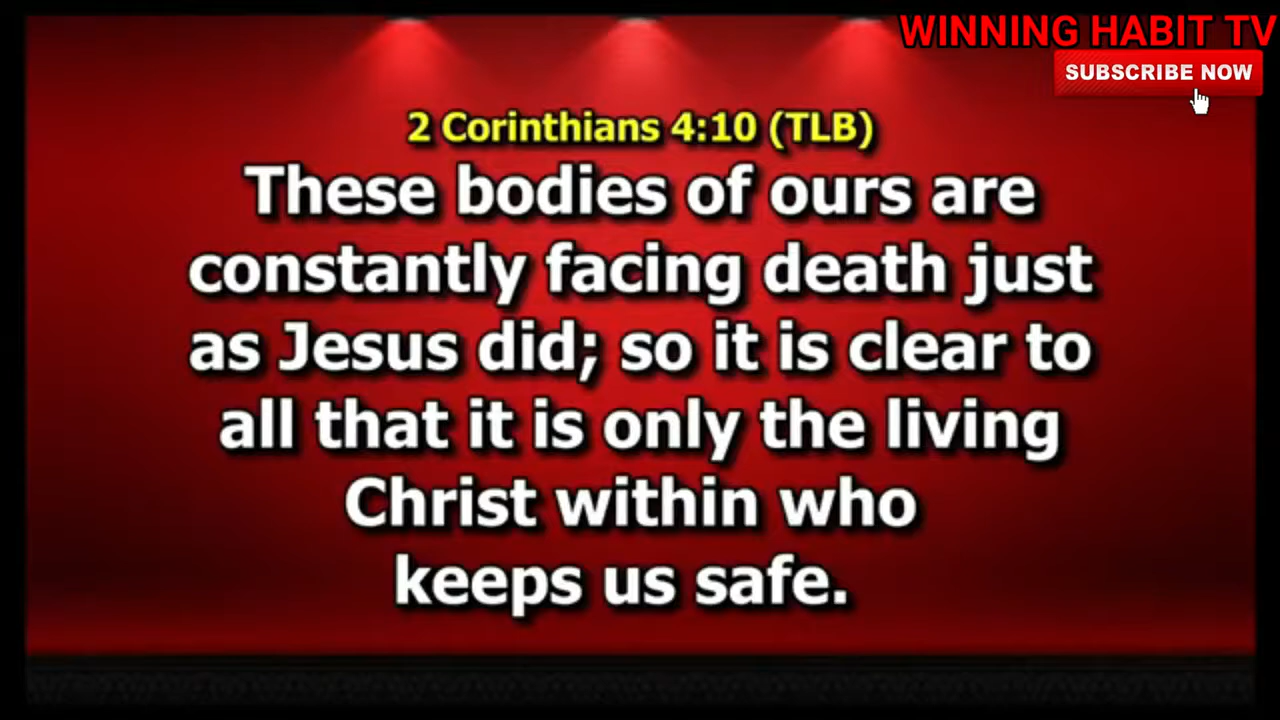 WINNING HABIT TV
SUBSCRIBE NOW
2 Corinthians 4:10 (TLB)
These bodies of ours are
constantly facing death just
as Jesus did; so it is clear to
all that it is only the living
Christ within who
keeps us safe.